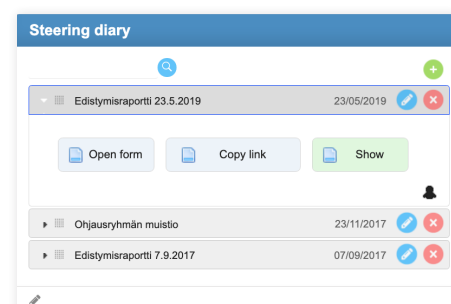 Steering diary
Edistymisraportti 23.5.2019 23/05/2019
Open form Copy link Show
Ohjausryhmän muistio 23/11/2017
Edistymisraportti 7.9.2017 07/09/2017